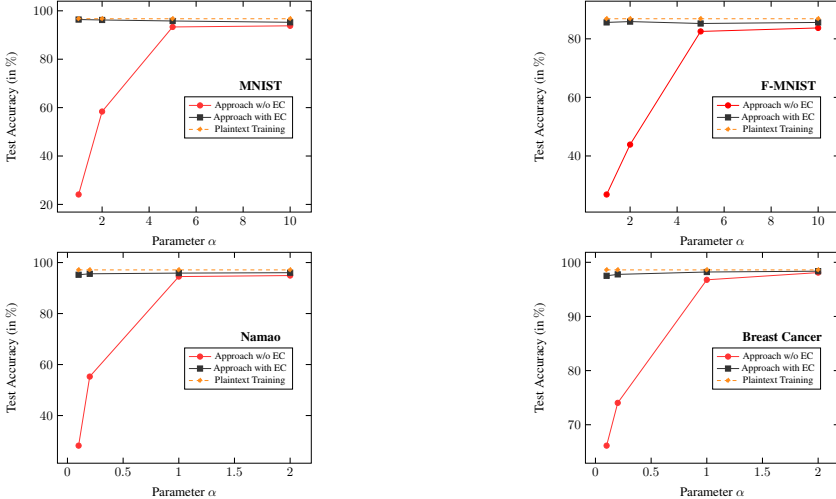 100
80
60
40
20
2
4
6
8
10
Test Accuracy (in %)
Parameter α
MNIST
Approach w/o EC
Approach with EC
Plaintext Training
80
60
40
2
4
6
8
10
Test Accuracy (in %)
Parameter α
F-MNIST
Approach w/o EC
Approach with EC
Plaintext Training
100
80
60
40
0
0.5
1
1.5
2
Test Accuracy (in %)
Parameter α
Namao
Approach w/o EC
Approach with EC
Plaintext Training
100
90
80
70
0
0.5
1
1.5
2
Test Accuracy (in %)
Parameter α
Breast Cancer
Approach w/o EC
Approach with EC
Plaintext Training